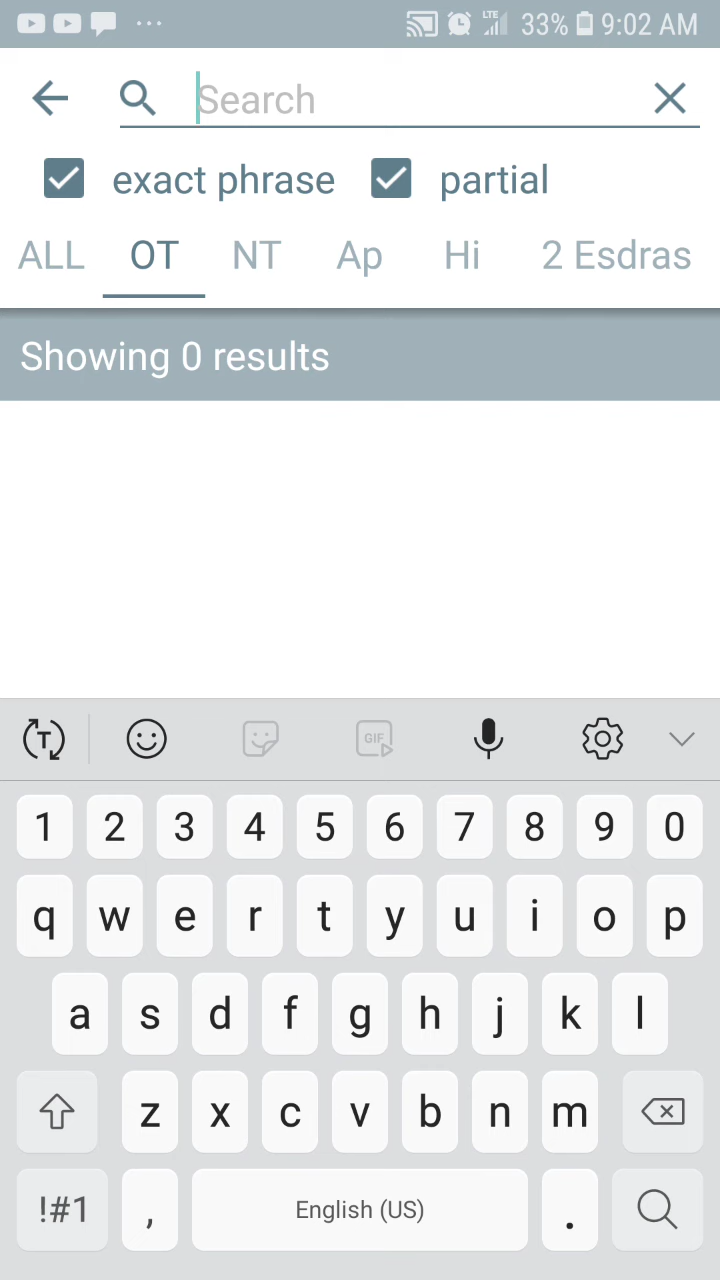 LTE 33% 9:02 AM
Search
exact phrase partial
ALL OT NT Ap Hi 2 Esdras
Showing 0 results
T GIF
1 2 3 4 5 6 7 8 9 0
q w e r t y u i o p
a s d f g h j k l
z x c v b n m
!#1 , English (US) .